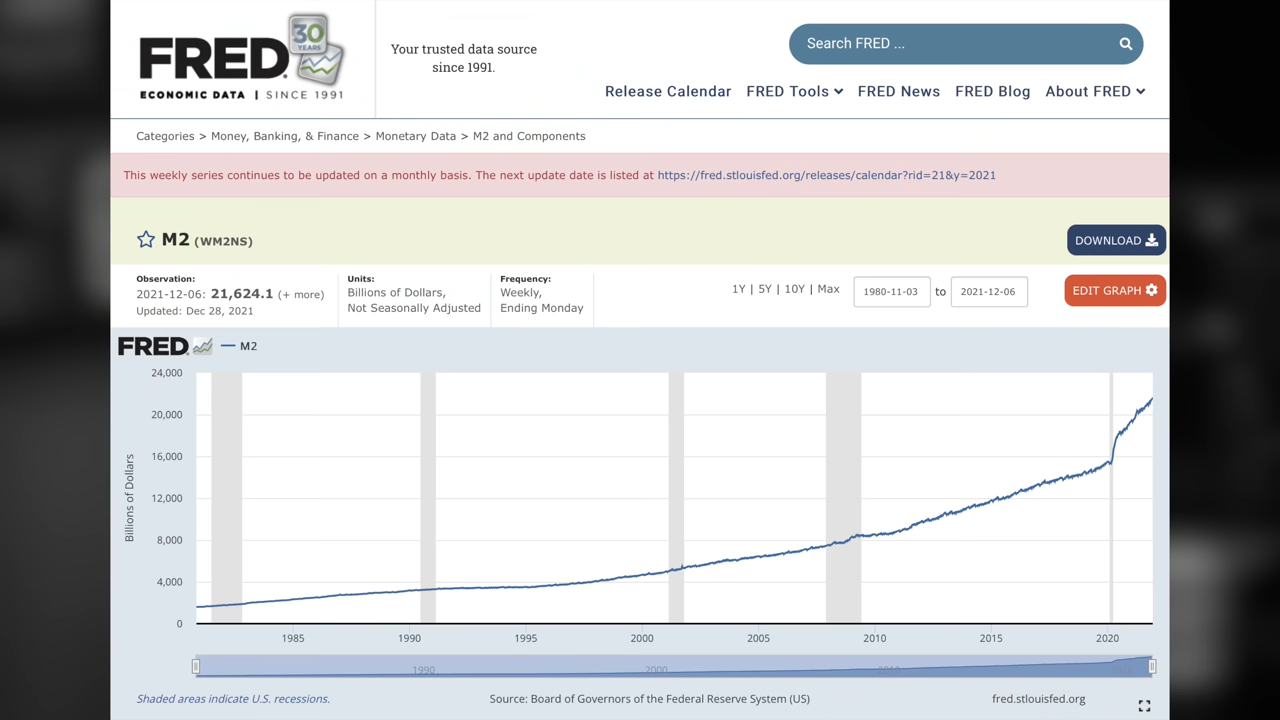 FRED
30
YEARS
ECONOMIC DATA | SINCE 1991
Your trusted data source
since 1991.
Search FRED ...
Release Calendar FRED Tools FRED News FRED Blog About FRED
Categories > Money, Banking, & Finance > Monetary Data > M2 and Components
This weekly series continues to be updated on a monthly basis. The next update date is listed at https://fred.stlouisfed.org/releases/calendar?rid=21&y=2021
M2 (WM2NS)
DOWNLOAD
Observation:
2021-12-06: 21,624.1 (+ more)
Updated: Dec 28, 2021
Units:
Billions of Dollars,
Not Seasonally Adjusted
Frequency:
Weekly,
Ending Monday
1Y | 5Y | 10Y | Max
1980-11-03 to 2021-12-06
EDIT GRAPH
FRED M2
Billions of Dollars
24,000
20,000
16,000
12,000
8,000
4,000
0
1985 1990 1995 2000 2005 2010 2015 2020
1990 2000 2010
Shaded areas indicate U.S. recessions.
Source: Board of Governors of the Federal Reserve System (US)
fred.stlouisfed.org